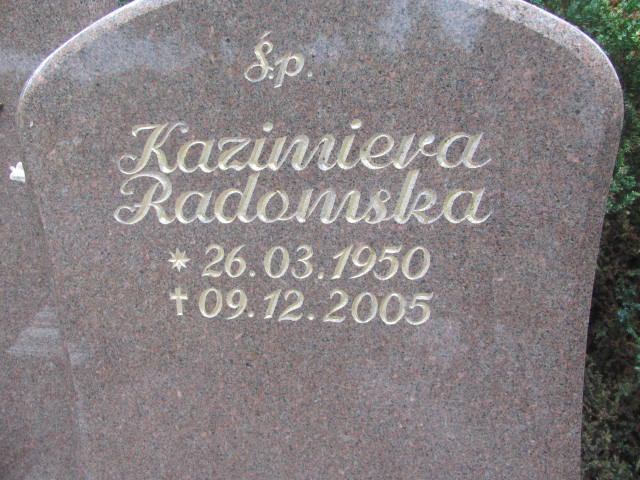 Ś.p.
Kazimiera
Radomska
* 26.03.1950
† 09.12.2005